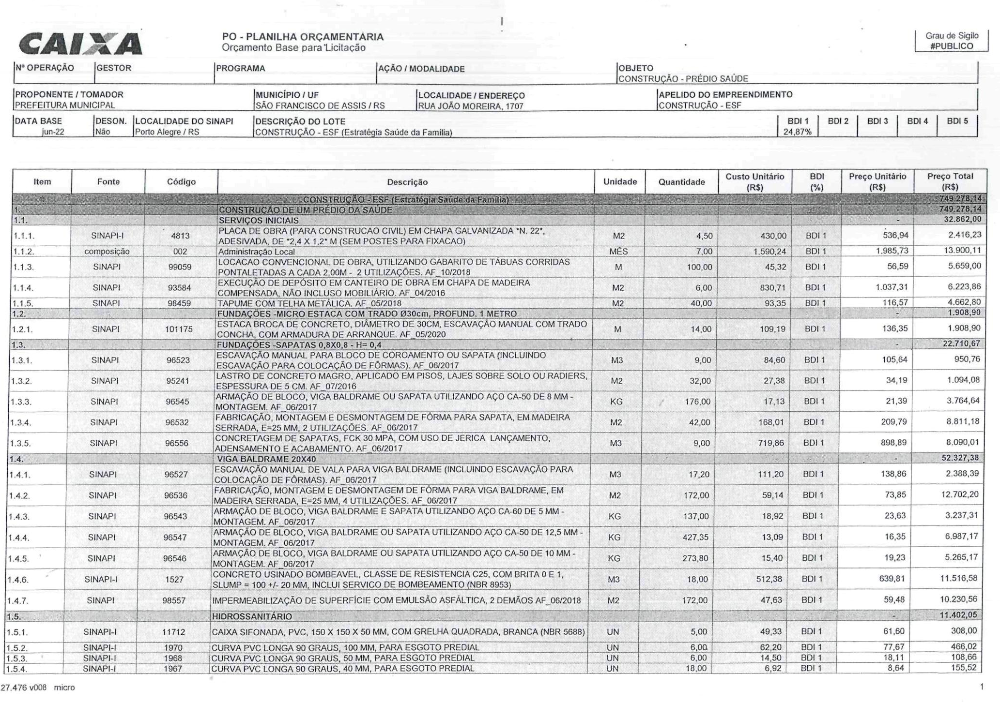 CAIXA
PO - PLANILHA ORÇAMENTÁRIA
Orçamento Base para Licitação
Grau de Sigilo
#PUBLICO
Nº OPERAÇÃO GESTOR PROGRAMA AÇÃO / MODALIDADE OBJETO
CONSTRUÇÃO - PRÉDIO SAÚDE
PROPONENTE / TOMADOR MUNICÍPIO / UF LOCALIDADE / ENDEREÇO APELIDO DO EMPREENDIMENTO
PREFEITURA MUNICIPAL SÃO FRANCISCO DE ASSIS / RS RUA JOÃO MOREIRA, 1707 CONSTRUÇÃO - ESF
DATA BASE DESON. LOCALIDADE DO SINAPI DESCRIÇÃO DO LOTE BDI 1 BDI 2 BDI 3 BDI 4 BDI 5
jun-22 Não Porto Alegre / RS CONSTRUÇÃO - ESF (Estratégia Saúde da Família) 24,87%
Item Fonte Código Descrição Unidade Quantidade Custo Unitário (R$) BDI (%) Preço Unitário (R$) Preço Total (R$)
CONSTRUÇÃO - ESF (Estratégia Saúde da Família) 749.278,14
1. CONSTRUÇÃO DE UM PRÉDIO DA SAÚDE - 749.278,14
1.1. SERVIÇOS INICIAIS - 32.862,00
1.1.1. SINAPI-I 4813 PLACA DE OBRA (PARA CONSTRUCAO CIVIL) EM CHAPA GALVANIZADA *N. 22*, M2 4,50 430,00 BDI 1 536,94 2.416,23
ADESIVADA, DE *2,4 X 1,2* M (SEM POSTES PARA FIXACAO)
1.1.2. composição 002 Administração Local MÊS 7,00 1.590,24 BDI 1 1.985,73 13.900,11
1.1.3. SINAPI 99059 LOCACAO CONVENCIONAL DE OBRA, UTILIZANDO GABARITO DE TÁBUAS CORRIDAS M 100,00 45,32 BDI 1 56,59 5.659,00
PONTALETADAS A CADA 2,00M - 2 UTILIZAÇÕES. AF_10/2018
1.1.4. SINAPI 93584 EXECUÇÃO DE DEPÓSITO EM CANTEIRO DE OBRA EM CHAPA DE MADEIRA M2 6,00 830,71 BDI 1 1.037,31 6.223,86
COMPENSADA, NÃO INCLUSO MOBILIÁRIO. AF_04/2016
1.1.5. SINAPI 98459 TAPUME COM TELHA METÁLICA. AF_05/2018 M2 40,00 93,35 BDI 1 116,57 4.662,80
1.2. FUNDAÇÕES -MICRO ESTACA COM TRADO Ø30cm, PROFUND. 1 METRO - 1.908,90
1.2.1. SINAPI 101175 ESTACA BROCA DE CONCRETO, DIÂMETRO DE 30CM, ESCAVAÇÃO MANUAL COM TRADO M 14,00 109,19 BDI 1 136,35 1.908,90
CONCHA, COM ARMADURA DE ARRANQUE. AF_05/2020
1.3. FUNDAÇÕES -SAPATAS 0,8X0,8 - H= 0,4 - 22.710,67
1.3.1. SINAPI 96523 ESCAVAÇÃO MANUAL PARA BLOCO DE COROAMENTO OU SAPATA (INCLUINDO M3 9,00 84,60 BDI 1 105,64 950,76
ESCAVAÇÃO PARA COLOCAÇÃO DE FÔRMAS). AF_06/2017
1.3.2. SINAPI 95241 LASTRO DE CONCRETO MAGRO, APLICADO EM PISOS, LAJES SOBRE SOLO OU RADIERS, M2 32,00 27,38 BDI 1 34,19 1.094,08
ESPESSURA DE 5 CM. AF_07/2016
1.3.3. SINAPI 96545 ARMAÇÃO DE BLOCO, VIGA BALDRAME OU SAPATA UTILIZANDO AÇO CA-50 DE 8 MM - KG 176,00 17,13 BDI 1 21,39 3.764,64
MONTAGEM. AF_06/2017
1.3.4. SINAPI 96532 FABRICAÇÃO, MONTAGEM E DESMONTAGEM DE FÔRMA PARA SAPATA, EM MADEIRA M2 42,00 168,01 BDI 1 209,79 8.811,18
SERRADA, E=25 MM, 2 UTILIZAÇÕES. AF_06/2017
1.3.5. SINAPI 96556 CONCRETAGEM DE SAPATAS, FCK 30 MPA, COM USO DE JERICA LANÇAMENTO, M3 9,00 719,86 BDI 1 898,89 8.090,01
ADENSAMENTO E ACABAMENTO. AF_06/2017
1.4. VIGA BALDRAME 20X40 - 52.327,38
1.4.1. SINAPI 96527 ESCAVAÇÃO MANUAL DE VALA PARA VIGA BALDRAME (INCLUINDO ESCAVAÇÃO PARA M3 17,20 111,20 BDI 1 138,86 2.388,39
COLOCAÇÃO DE FÔRMAS). AF_06/2017
1.4.2. SINAPI 96536 FABRICAÇÃO, MONTAGEM E DESMONTAGEM DE FÔRMA PARA VIGA BALDRAME, EM M2 172,00 59,14 BDI 1 73,85 12.702,20
MADEIRA SERRADA, E=25 MM, 4 UTILIZAÇÕES. AF_06/2017
1.4.3. SINAPI 96543 ARMAÇÃO DE BLOCO, VIGA BALDRAME E SAPATA UTILIZANDO AÇO CA-60 DE 5 MM - KG 137,00 18,92 BDI 1 23,63 3.237,31
MONTAGEM. AF_06/2017
1.4.4. SINAPI 96547 ARMAÇÃO DE BLOCO, VIGA BALDRAME OU SAPATA UTILIZANDO AÇO CA-50 DE 12,5 MM - KG 427,35 13,09 BDI 1 16,35 6.987,17
MONTAGEM. AF_06/2017
1.4.5. SINAPI 96546 ARMAÇÃO DE BLOCO, VIGA BALDRAME OU SAPATA UTILIZANDO AÇO CA-50 DE 10 MM - KG 273,80 15,40 BDI 1 19,23 5.265,17
MONTAGEM. AF_06/2017
1.4.6. SINAPI-I 1527 CONCRETO USINADO BOMBEAVEL, CLASSE DE RESISTENCIA C25, COM BRITA 0 E 1, M3 18,00 512,38 BDI 1 639,81 11.516,58
SLUMP = 100 +/- 20 MM, INCLUI SERVICO DE BOMBEAMENTO (NBR 8953)
1.4.7. SINAPI 98557 IMPERMEABILIZAÇÃO DE SUPERFÍCIE COM EMULSÃO ASFÁLTICA, 2 DEMÃOS AF_06/2018 M2 172,00 47,63 BDI 1 59,48 10.230,56
1.5. HIDROSSANITÁRIO - 11.402,05
1.5.1. SINAPI-I 11712 CAIXA SIFONADA, PVC, 150 X 150 X 50 MM, COM GRELHA QUADRADA, BRANCA (NBR 5688) UN 5,00 49,33 BDI 1 61,60 308,00
1.5.2. SINAPI-I 1970 CURVA PVC LONGA 90 GRAUS, 100 MM, PARA ESGOTO PREDIAL UN 6,00 62,20 BDI 1 77,67 466,02
1.5.3. SINAPI-I 1968 CURVA PVC LONGA 90 GRAUS, 50 MM, PARA ESGOTO PREDIAL UN 6,00 14,50 BDI 1 18,11 108,66
1.5.4. SINAPI-I 1967 CURVA PVC LONGA 90 GRAUS, 40 MM, PARA ESGOTO PREDIAL UN 18,00 6,92 BDI 1 8,64 155,52
27.476 v008 micro 1